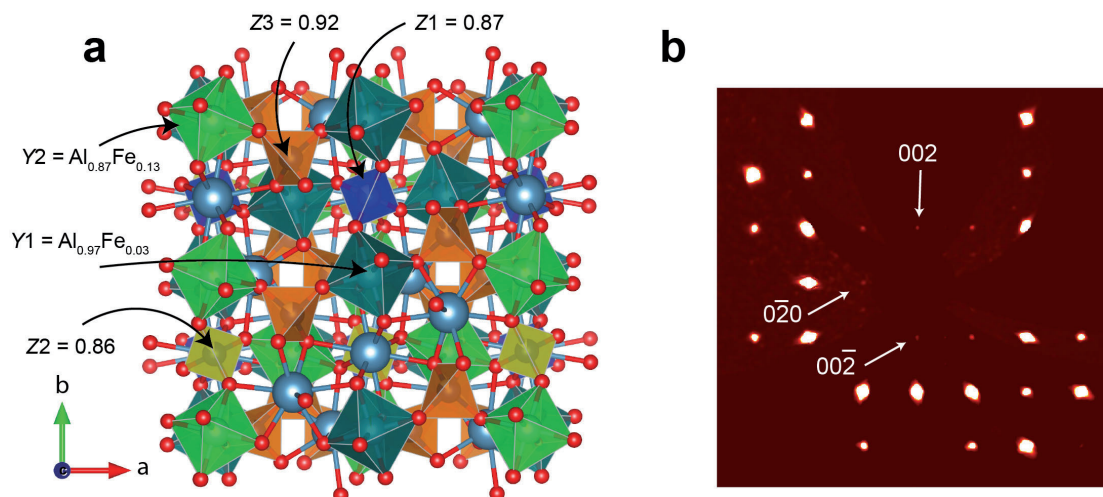 a
b
Z3 = 0.92
Z1 = 0.87
Y2 = Al0.87Fe0.13
Y1 = Al0.97Fe0.03
Z2 = 0.86
b
c
a
002
02̄0
002̄